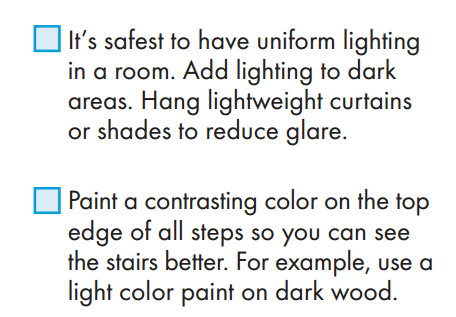 It’s safest to have uniform lighting
in a room. Add lighting to dark
areas. Hang lightweight curtains
or shades to reduce glare.
Paint a contrasting color on the top
edge of all steps so you can see
the stairs better. For example, use a
light color paint on dark wood.